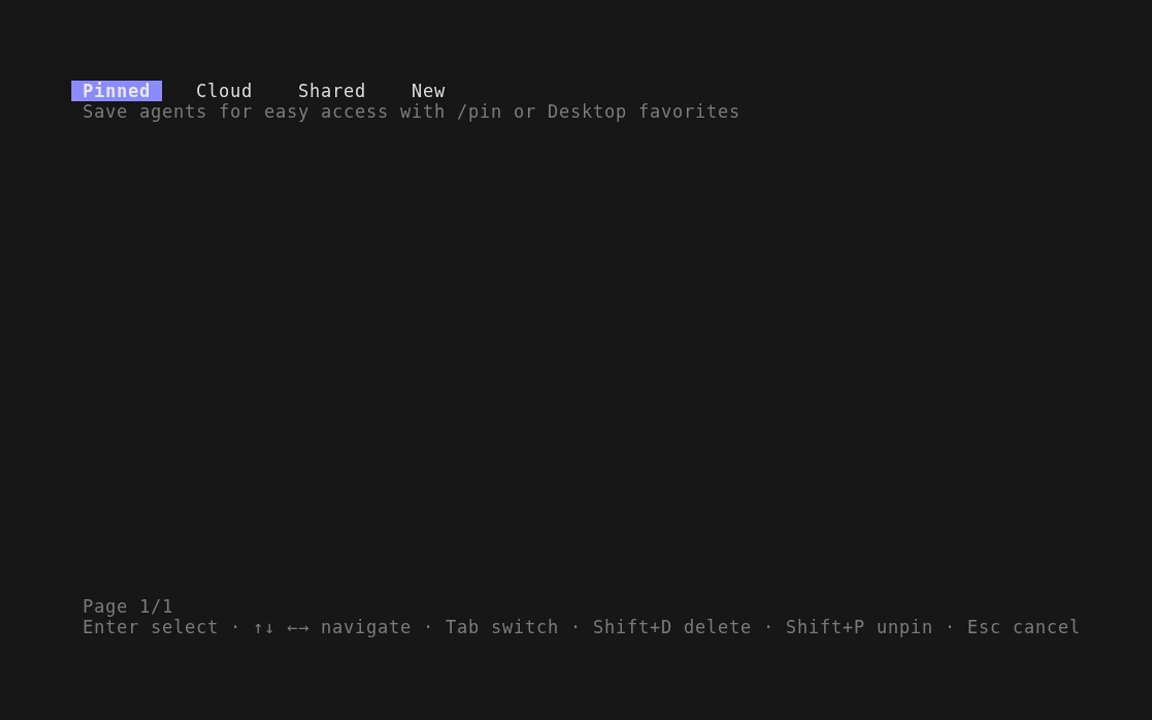 Pinned Cloud Shared New
Save agents for easy access with /pin or Desktop favorites
Page 1/1
Enter select · ↑↓ ←→ navigate · Tab switch · Shift+D delete · Shift+P unpin · Esc cancel